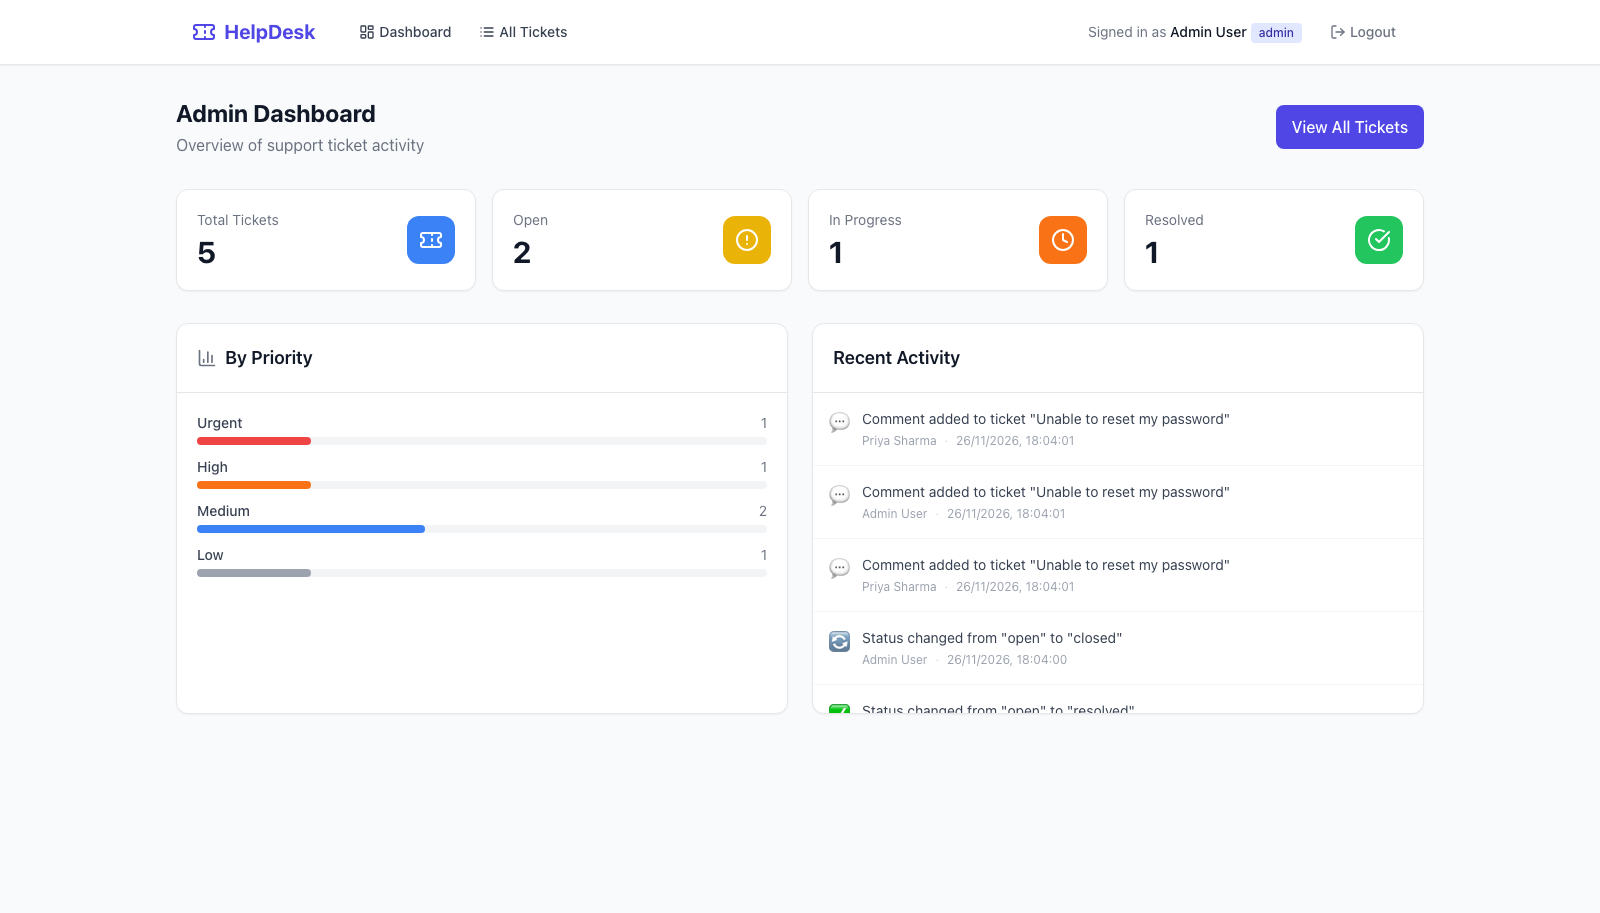 HelpDesk
Dashboard
All Tickets
Signed in as Admin User admin
Logout
Admin Dashboard
Overview of support ticket activity
View All Tickets
Total Tickets
5
Open
2
In Progress
1
Resolved
1
By Priority
Urgent 1
High 1
Medium 2
Low 1
Recent Activity
Comment added to ticket "Unable to reset my password"
Priya Sharma · 26/11/2026, 18:04:01
Comment added to ticket "Unable to reset my password"
Admin User · 26/11/2026, 18:04:01
Comment added to ticket "Unable to reset my password"
Priya Sharma · 26/11/2026, 18:04:01
Status changed from "open" to "closed"
Admin User · 26/11/2026, 18:04:00
Status changed from "open" to "resolved"